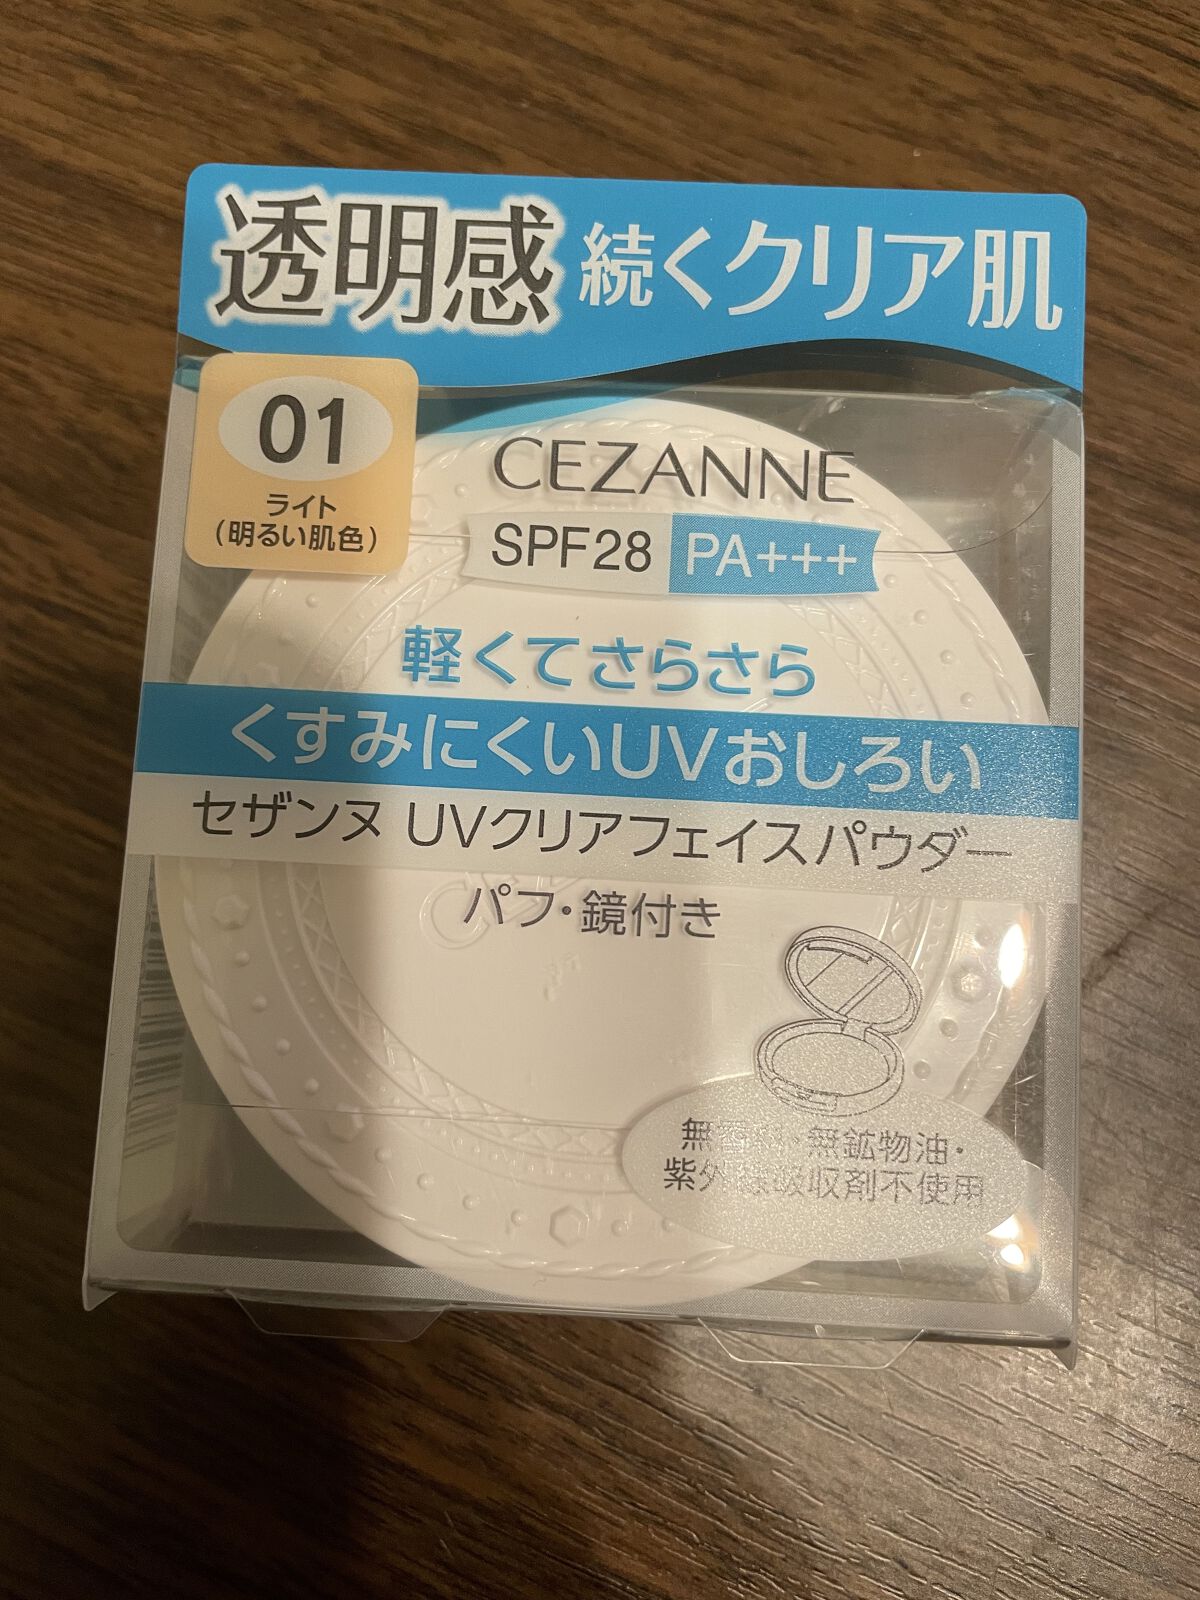 透明感 続くクリア肌
01
ライト
(明るい肌色)
CEZANNE
SPF28 PA+++
軽くてさらさら
くすみにくいUVおしろい
セザンヌ UVクリアフェイスパウダー
パフ・鏡付き
無香料・無鉱物油・
紫外線吸収剤不使用